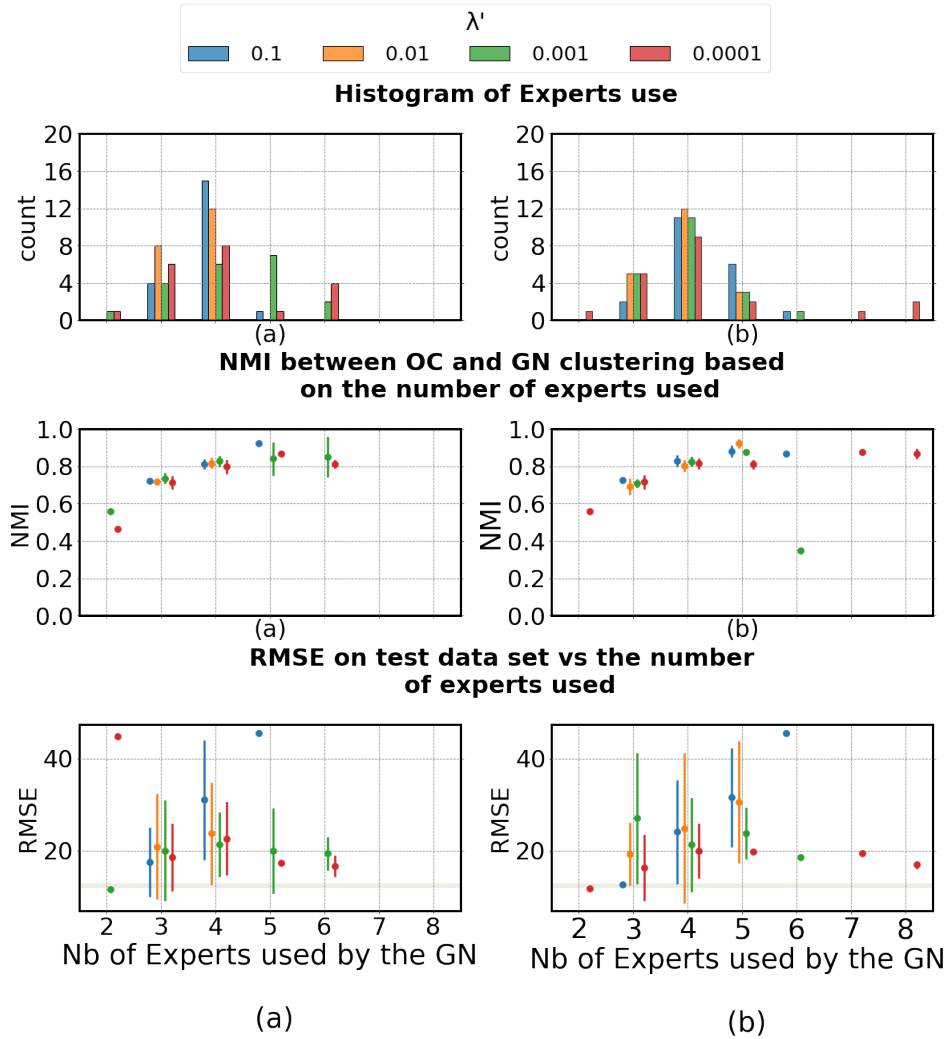 λ'
0.1 0.01 0.001 0.0001
Histogram of Experts use
20 20
16 16
12 12
8 8
4 4
0 0
count count
(a) (b)
NMI between OC and GN clustering based
on the number of experts used
1.0 1.0
0.8 0.8
0.6 0.6
0.4 0.4
0.2 0.2
0.0 0.0
NMI NMI
(a) (b)
RMSE on test data set vs the number
of experts used
40 40
20 20
RMSE RMSE
2 3 4 5 6 7 8 2 3 4 5 6 7 8
Nb of Experts used by the GN Nb of Experts used by the GN
(a) (b)